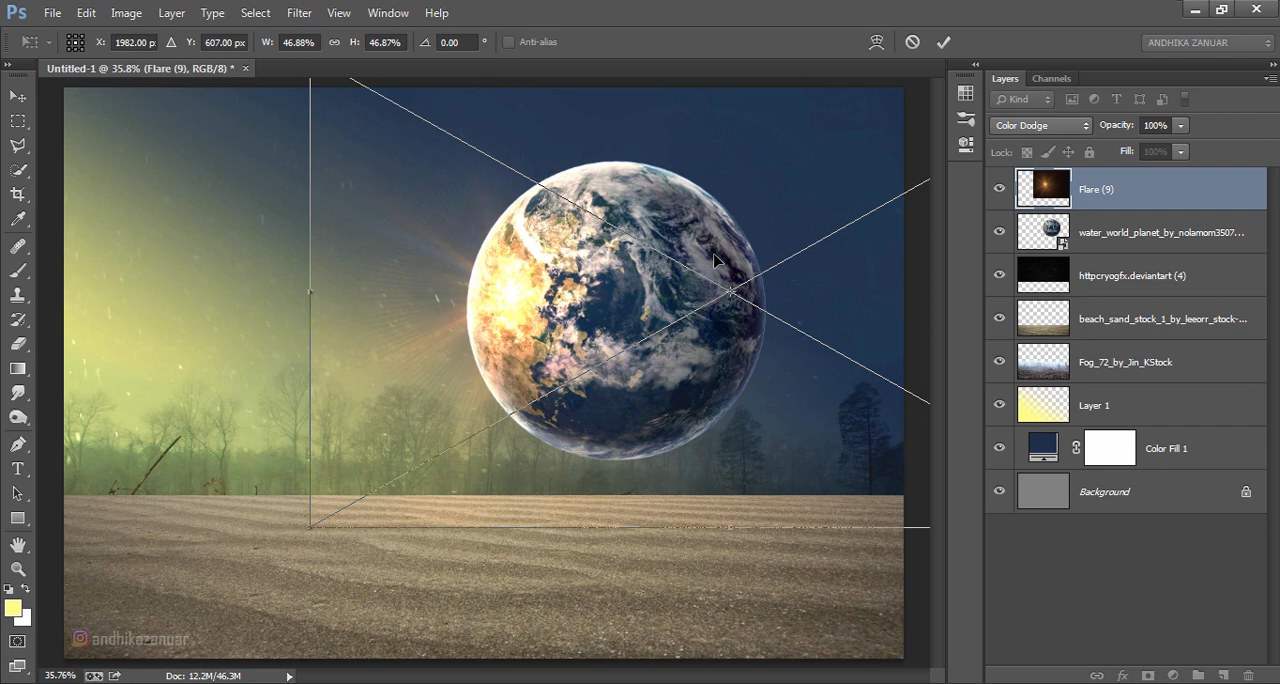 Ps File Edit Image Layer Type Select Filter View Window Help
X: 1982.00 p: Y: 607.00 px W: 46.88% H: 46.87% 0.00 ° Anti-alias ANDHIKA ZANUAR
Untitled-1 @ 35.8% (Flare (9), RGB/8) * ×
Layers Channels
Kind
Color Dodge Opacity: 100%
Lock: Fill: 100%
Flare (9)
water_world_planet_by_nolamom3507...
httpcryogfx.deviantart (4)
beach_sand_stock_1_by_leeorr_stock-...
Fog_72_by_Jin_KStock
Layer 1
Color Fill 1
Background
andhikazanuar
35.76% Doc: 12.2M/46.3M